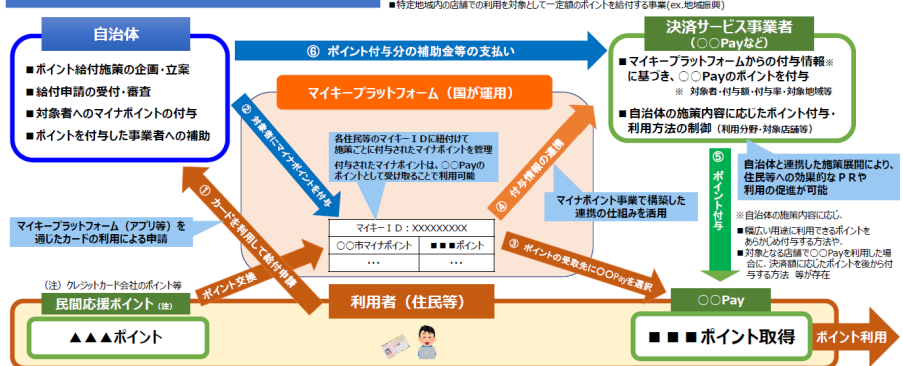 ■特定地域内の店舗での利用を対象として一定額のポイントを給付する事業(ex.地域振興)
自治体
■ポイント給付施策の企画・立案
■給付申請の受付・審査
■対象者へのマイナポイントの付与
■ポイントを付与した事業者への補助
⑥ ポイント付与分の補助金等の支払い
決済サービス事業者
(○○Payなど)
■マイキープラットフォームからの付与情報※
に基づき、○○Payのポイントを付与
※ 対象者・付与額・付与率・対象地域等
■自治体の施策内容に応じたポイント付与・
利用方法の制御(利用分野・対象店舗等)
マイキープラットフォーム(国が運用)
②対象者にマイナポイントを付与
各住民等のマイキーIDに紐付けて
施策ごとに付与されたマイナポイントを管理
付与されたマイナポイントは、○○Payの
ポイントとして受け取ることで利用可能
④ 付与情報の連携
マイナポイント事業で構築した
連携の仕組みを活用
⑤ ポイント付与
自治体と連携した施策展開により、
住民等への効果的なPRや
利用の促進が可能
※自治体の施策内容に応じ、
■幅広い用途に利用できるポイントを
あらかじめ付与する方法や、
■対象となる店舗で○○Payを利用した場
合に、決済額に応じたポイントを後から付
与する方法 等が存在
①カードを利用して給付申請
マイキープラットフォーム(アプリ等)を
通じたカードの利用による申請
マイキーID:XXXXXXXXX
○○市マイナポイント
■■■ポイント
…
…
③ ポイントの受取先に○○Payを選択
ポイント交換
(注)クレジットカード会社のポイント等
民間応援ポイント(注)
▲▲▲ポイント
利用者(住民等)
○○Pay
■■■ポイント取得
ポイント利用